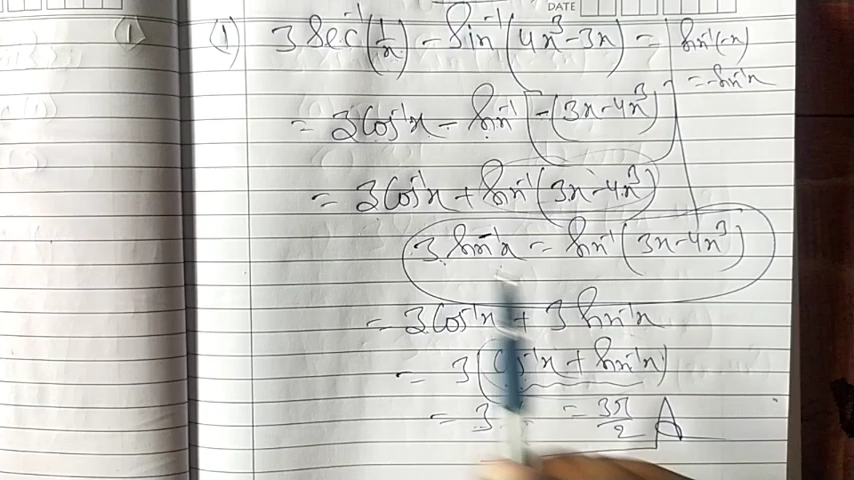 DATE
① ① 3 sec⁻¹(1/x) - sin⁻¹(4x³-3x) =
sin⁻¹(-x)
= -sin⁻¹x
= 3cos⁻¹x - sin⁻¹[-(3x-4x³)]
= 3cos⁻¹x + sin⁻¹(3x-4x³)
3 sin⁻¹x = sin⁻¹(3x-4x³)
= 3cos⁻¹x + 3 sin⁻¹x
= 3(cos⁻¹x + sin⁻¹x)
= 3 = 3π/2 A